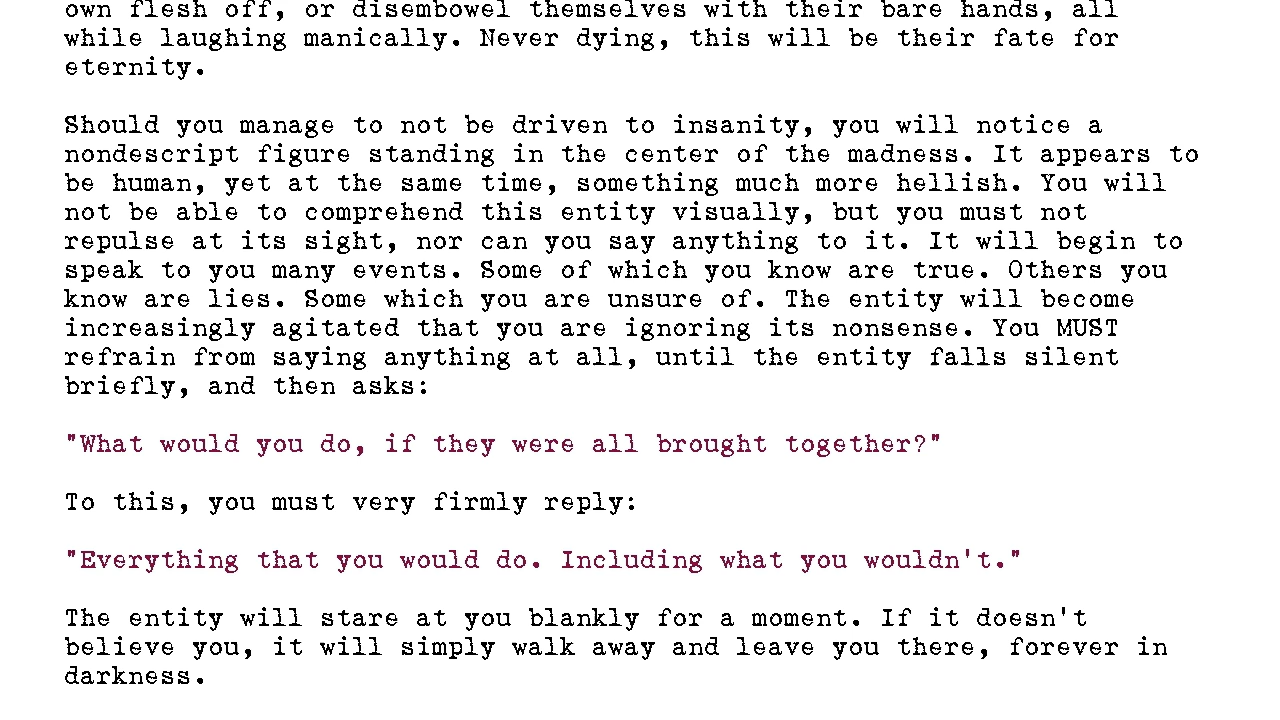 own flesh off, or disembowel themselves with their bare hands, all
while laughing manically. Never dying, this will be their fate for
eternity.
Should you manage to not be driven to insanity, you will notice a
nondescript figure standing in the center of the madness. It appears to
be human, yet at the same time, something much more hellish. You will
not be able to comprehend this entity visually, but you must not
repulse at its sight, nor can you say anything to it. It will begin to
speak to you many events. Some of which you know are true. Others you
know are lies. Some which you are unsure of. The entity will become
increasingly agitated that you are ignoring its nonsense. You MUST
refrain from saying anything at all, until the entity falls silent
briefly, and then asks:
"What would you do, if they were all brought together?"
To this, you must very firmly reply:
"Everything that you would do. Including what you wouldn't."
The entity will stare at you blankly for a moment. If it doesn't
believe you, it will simply walk away and leave you there, forever in
darkness.